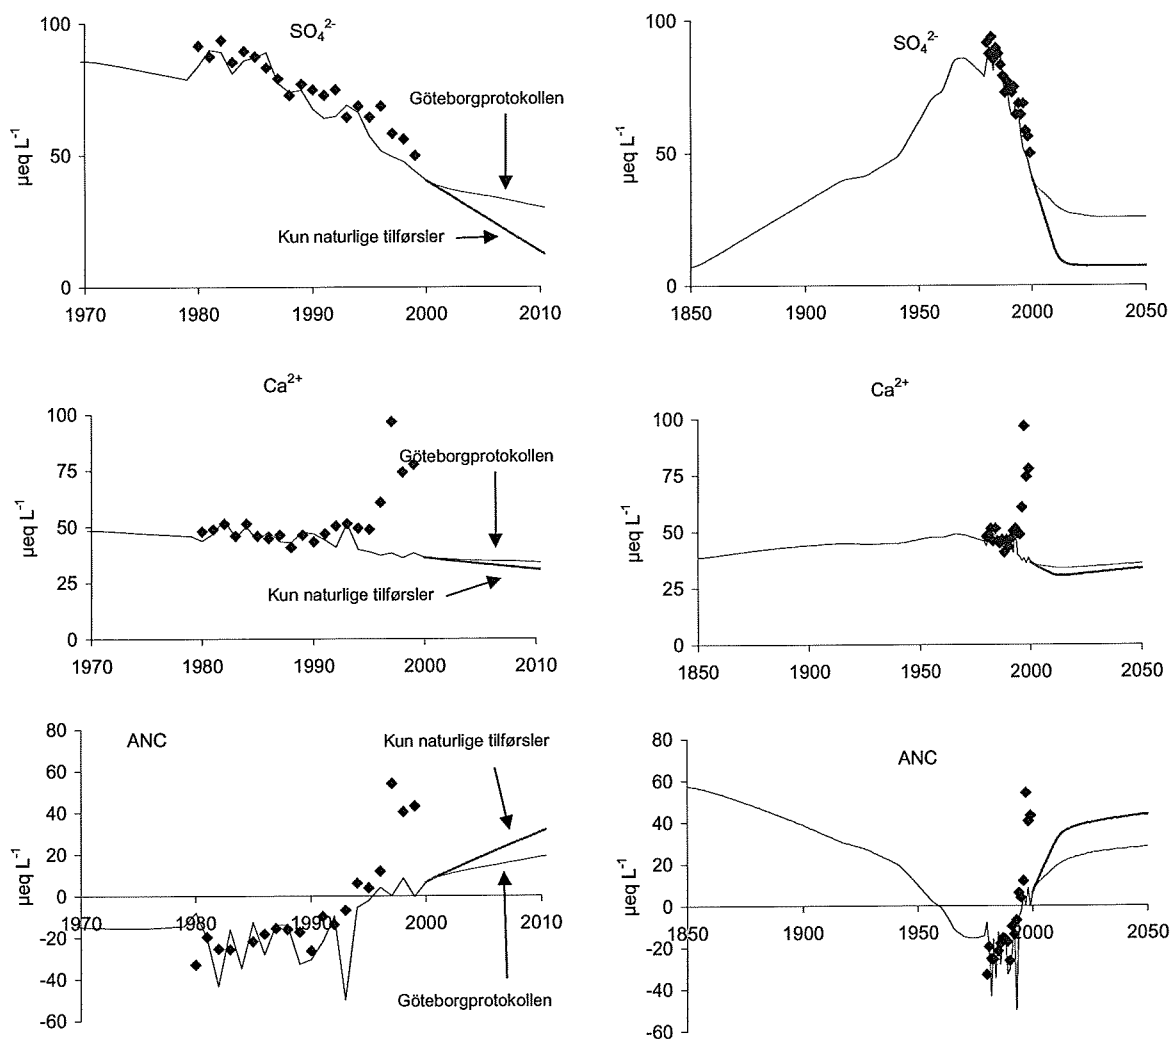 SO₄²⁻
100
50
0
µeq L⁻¹
Göteborgprotokollen
Kun naturlige tilførsler
1970 1980 1990 2000 2010
SO₄²⁻
100
50
0
µeq L⁻¹
1850 1900 1950 2000 2050
Ca²⁺
100
75
50
25
0
µeq L⁻¹
Göteborgprotokollen
Kun naturlige tilførsler
1970 1980 1990 2000 2010
Ca²⁺
100
75
50
25
0
µeq L⁻¹
1850 1900 1950 2000 2050
ANC
80
60
40
20
0
-20
-40
-60
µeq L⁻¹
Kun naturlige tilførsler
1970 1980 1990 2000 2010
Göteborgprotokollen
ANC
80
60
40
20
0
-20
-40
-60
µeq L⁻¹
1850 1900 1950 2000 2050